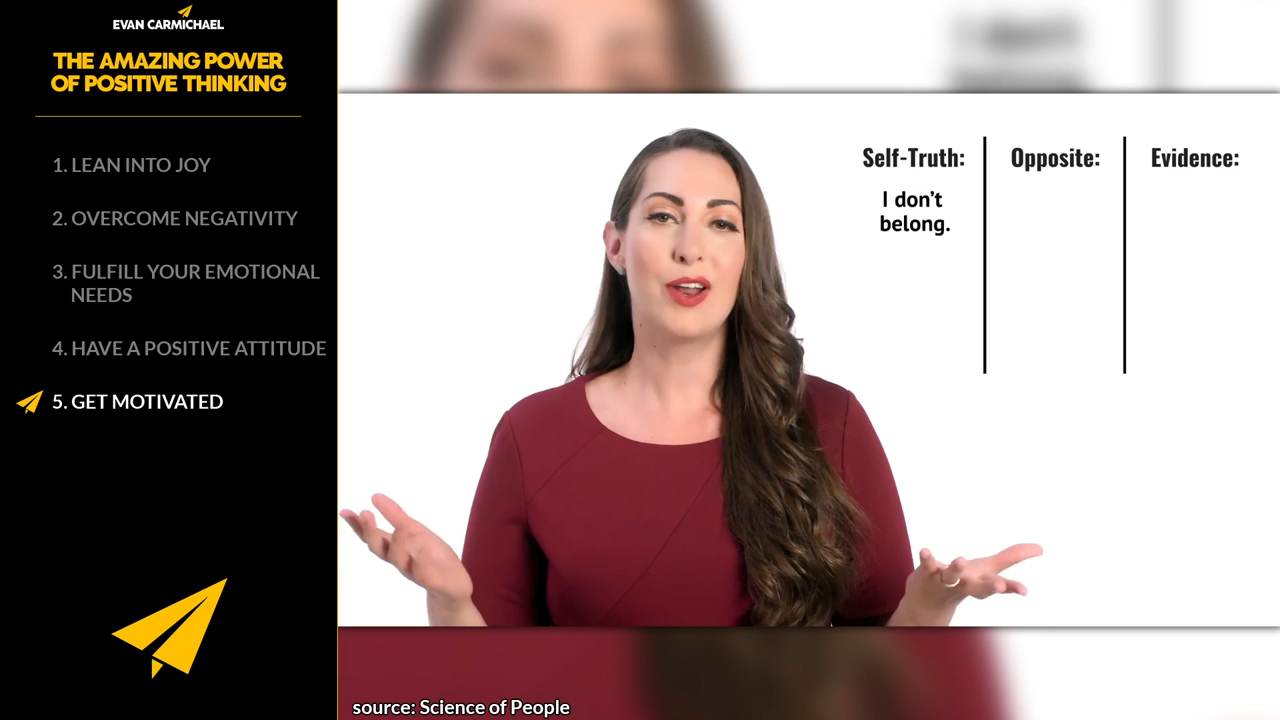 EVAN CARMICHAEL
THE AMAZING POWER
OF POSITIVE THINKING
1. LEAN INTO JOY
2. OVERCOME NEGATIVITY
3. FULFILL YOUR EMOTIONAL
NEEDS
4. HAVE A POSITIVE ATTITUDE
5. GET MOTIVATED
Self-Truth:
I don’t
belong.
Opposite:
Evidence:
source: Science of People